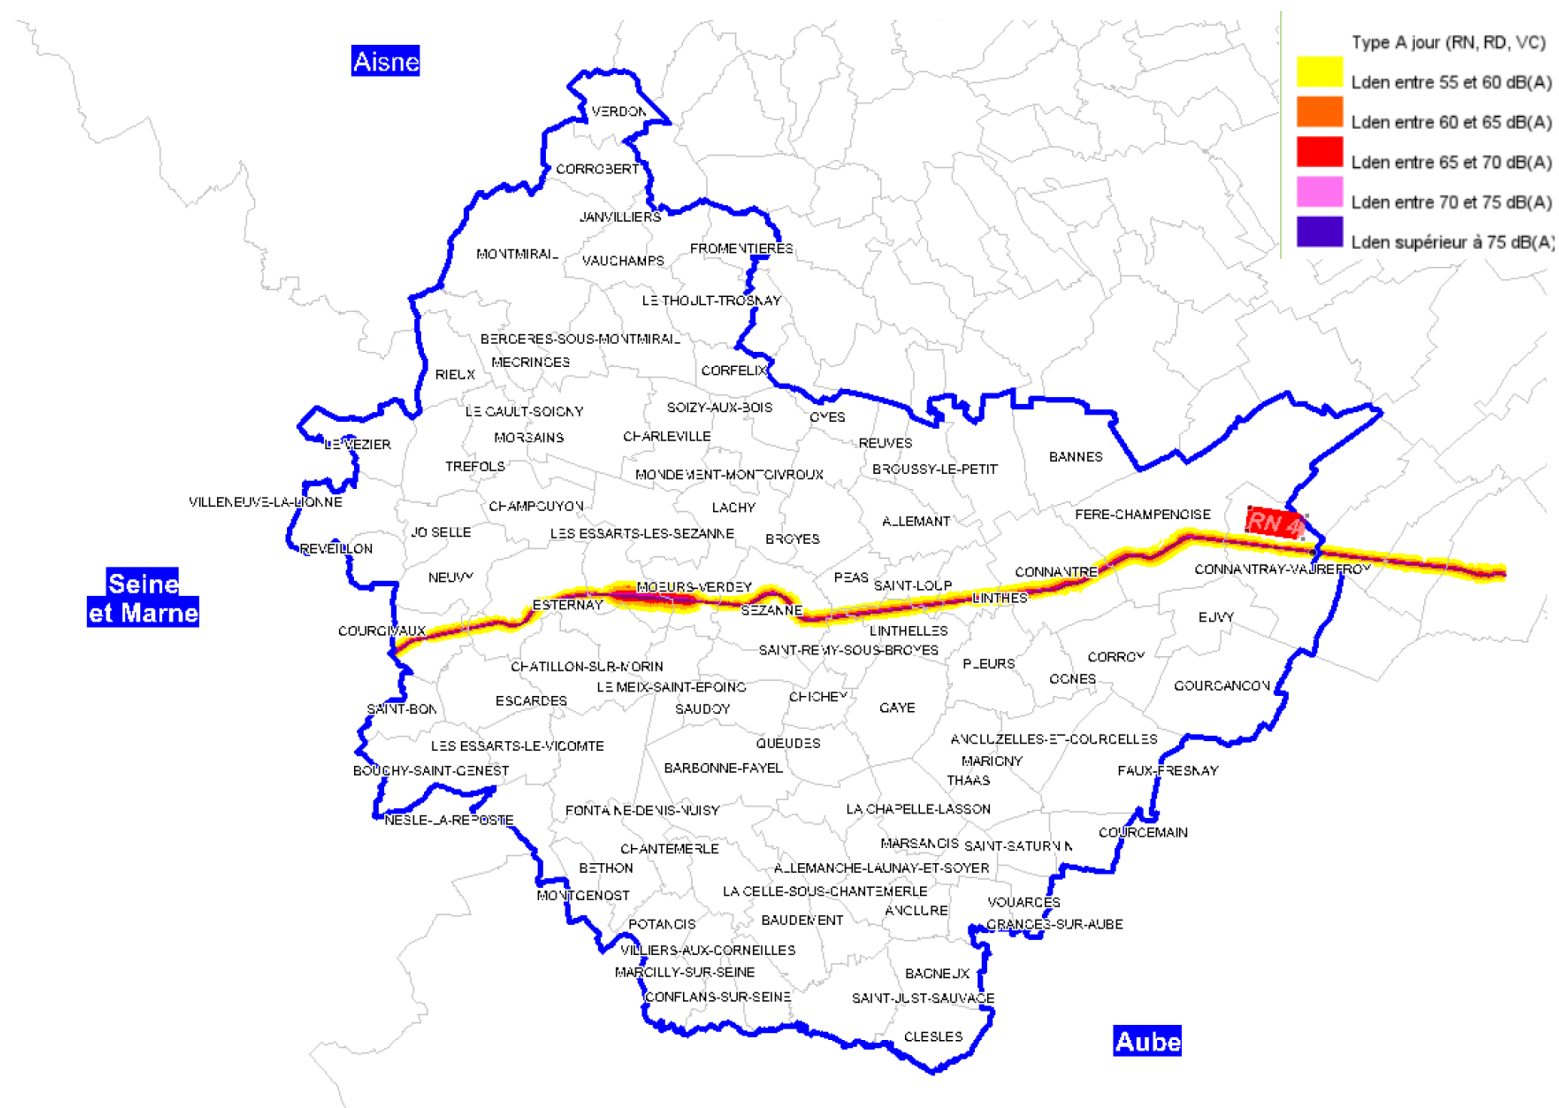 Aisne
Type A jour (RN, RD, VC)
Lden entre 55 et 60 dB(A)
Lden entre 60 et 65 dB(A)
Lden entre 65 et 70 dB(A)
Lden entre 70 et 75 dB(A)
Lden supérieur à 75 dB(A)
VERDON
CORROBERT
JANVILLIERS
MONTMIRAIL
VAUCHAMPS
FROMENTIERES
LE THOULT-TROSNAY
BERGERES-SOUS-MONTMIRAIL
MECRINGES
RIEUX
CORFELIX
LE GAULT-SOIGNY
SOIZY-AUX-BOIS
OYES
MORSAINS
CHARLEVILLE
LE VEZIER
REUVES
TREFOLS
MONDEMENT-MONTGIVROUX
BROUSSY-LE-PETIT
BANNES
VILLENEUVE-LA-LIONNE
CHAMPGUYON
LACHY
ALLEMANT
FERE-CHAMPENOISE
RN 4
JOISELLE
LES ESSARTS-LES-SEZANNE
BROYES
REVEILLON
NEUVY
MOEURS-VERDEY
PEAS
SAINT-LOUP
CONNANTRE
CONNANTRAY-VAUREFROY
Seine
et Marne
ESTERNAY
SEZANNE
LINTHES
EUVY
COURGIVAUX
LINTHELLES
SAINT-REMY-SOUS-BROYES
CHATILLON-SUR-MORIN
PLEURS
CORROY
OGNES
LE MEIX-SAINT-EPOING
CHICHEY
GOURGANCON
SAINT-BON
ESCARDES
SAUDOY
GAYE
LES ESSARTS-LE-VICOMTE
QUEUDES
ANGLUZELLES-ET-COURCELLES
MARIGNY
BOUCHY-SAINT-GENEST
BARBONNE-FAYEL
THAAS
FAUX-FRESNAY
NESLE-LA-REPOSTE
FONTAINE-DENIS-NUISY
LA CHAPELLE-LASSON
COURCEMAIN
CHANTEMERLE
MARSANGIS
SAINT-SATURNIN
BETHON
ALLEMANCHE-LAUNAY-ET-SOYER
MONTGENOST
LA CELLE-SOUS-CHANTEMERLE
VOUARCES
ANGLURE
POTANGIS
BAUDEMENT
GRANGES-SUR-AUBE
VILLIERS-AUX-CORNEILLES
MARCILLY-SUR-SEINE
BAGNEUX
CONFLANS-SUR-SEINE
SAINT-JUST-SAUVAGE
CLESLES
Aube